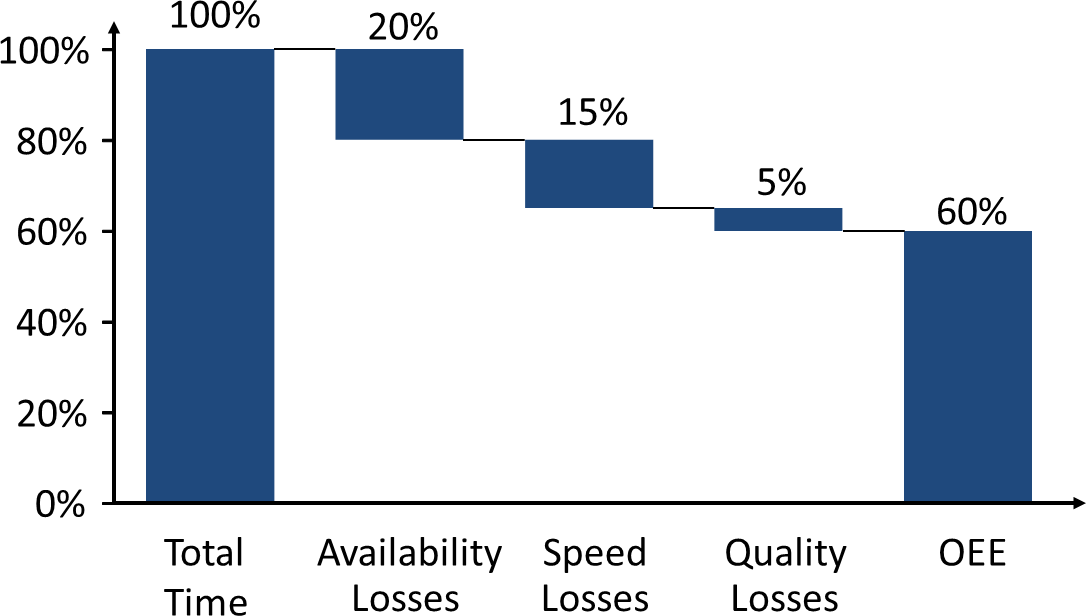 100%
20%
15%
5%
60%
100%
80%
60%
40%
20%
0%
Total
Time
Availability
Losses
Speed
Losses
Quality
Losses
OEE